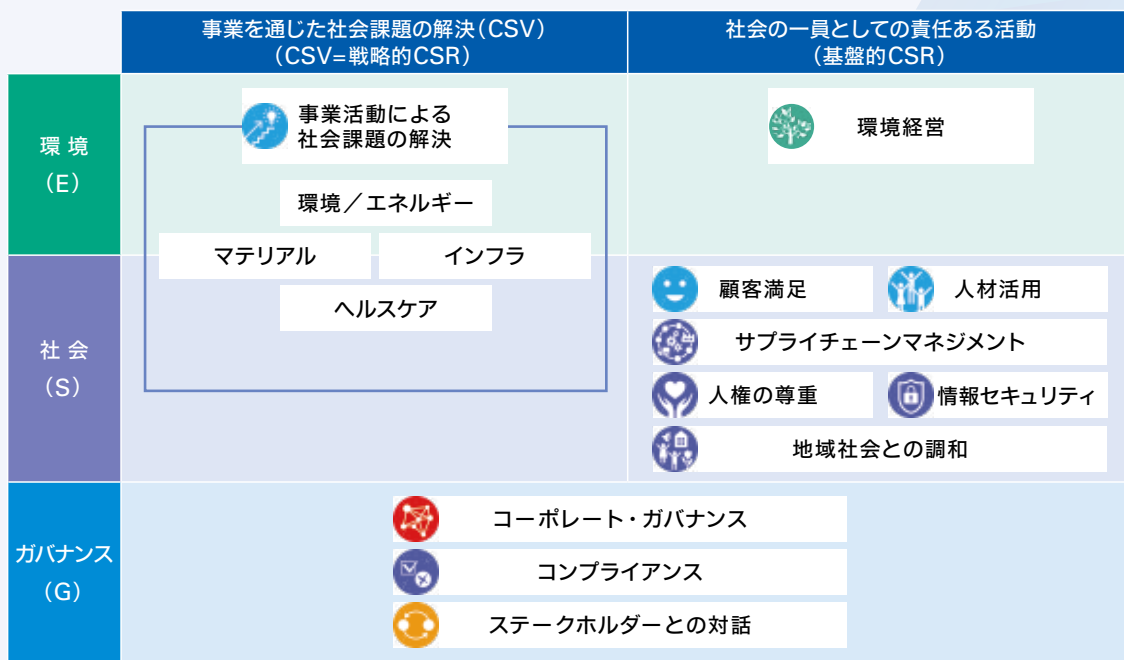 事業を通じた社会課題の解決（CSV）
（CSV=戦略的CSR）
社会の一員としての責任ある活動
（基盤的CSR）
環 境
（E）
事業活動による
社会課題の解決
環境／エネルギー
マテリアル
インフラ
ヘルスケア
環境経営
社 会
（S）
顧客満足
人材活用
サプライチェーンマネジメント
人権の尊重
情報セキュリティ
地域社会との調和
ガバナンス
（G）
コーポレート・ガバナンス
コンプライアンス
ステークホルダーとの対話